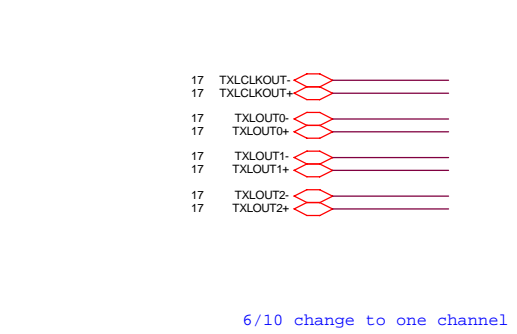 17 TXLCLKOUT-
17 TXLCLKOUT+
17 TXLOUT0-
17 TXLOUT0+
17 TXLOUT1-
17 TXLOUT1+
17 TXLOUT2-
17 TXLOUT2+
6/10 change to one channel